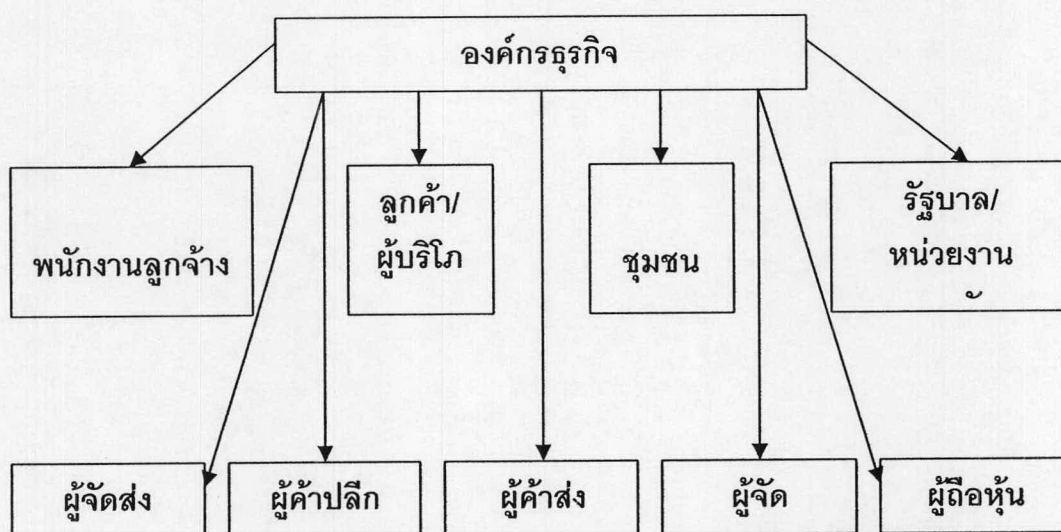 องค์กรธุรกิจ
พนักงานลูกจ้าง
ลูกค้า/
ผู้บริโภ
ชุมชน
รัฐบาล/
หน่วยงาน
ผู้จัดส่ง
ผู้ค้าปลีก
ผู้ค้าส่ง
ผู้จัด
ผู้ถือหุ้น